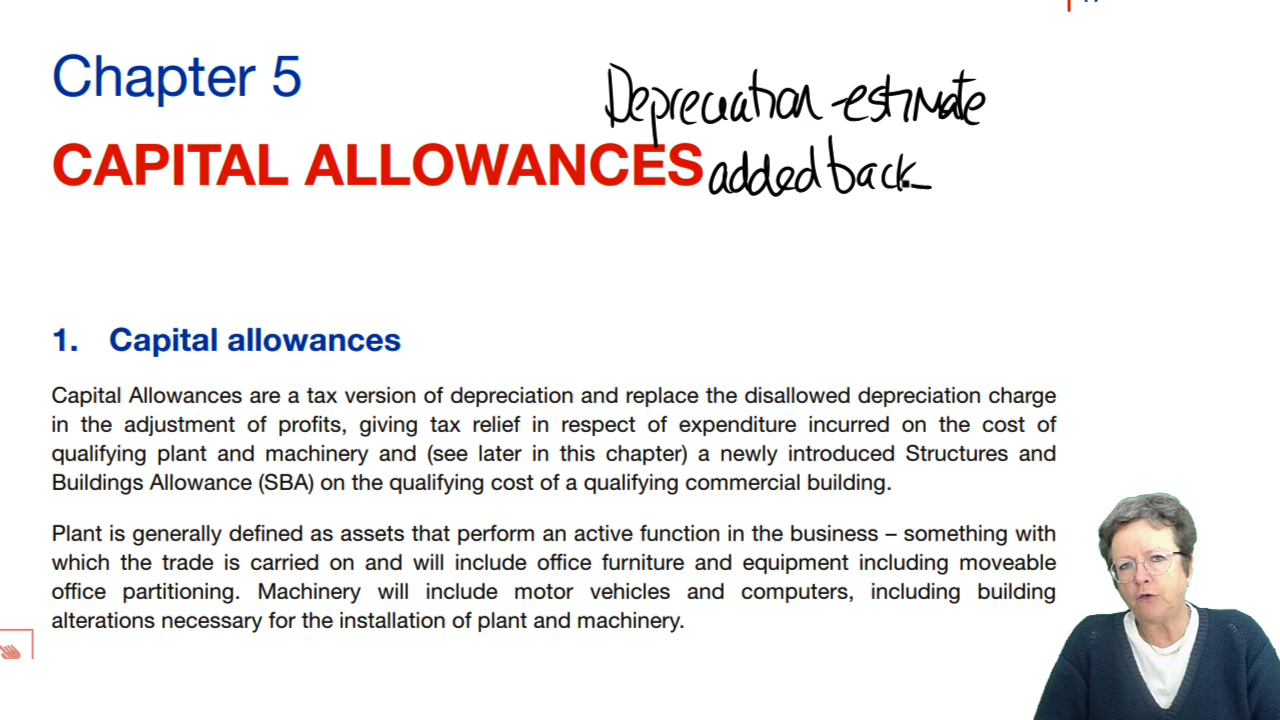 Chapter 5
Depreciation estimate
CAPITAL ALLOWANCES added back
1. Capital allowances
Capital Allowances are a tax version of depreciation and replace the disallowed depreciation charge
in the adjustment of profits, giving tax relief in respect of expenditure incurred on the cost of
qualifying plant and machinery and (see later in this chapter) a newly introduced Structures and
Buildings Allowance (SBA) on the qualifying cost of a qualifying commercial building.
Plant is generally defined as assets that perform an active function in the business – something with
which the trade is carried on and will include office furniture and equipment including moveable
office partitioning. Machinery will include motor vehicles and computers, including building
alterations necessary for the installation of plant and machinery.